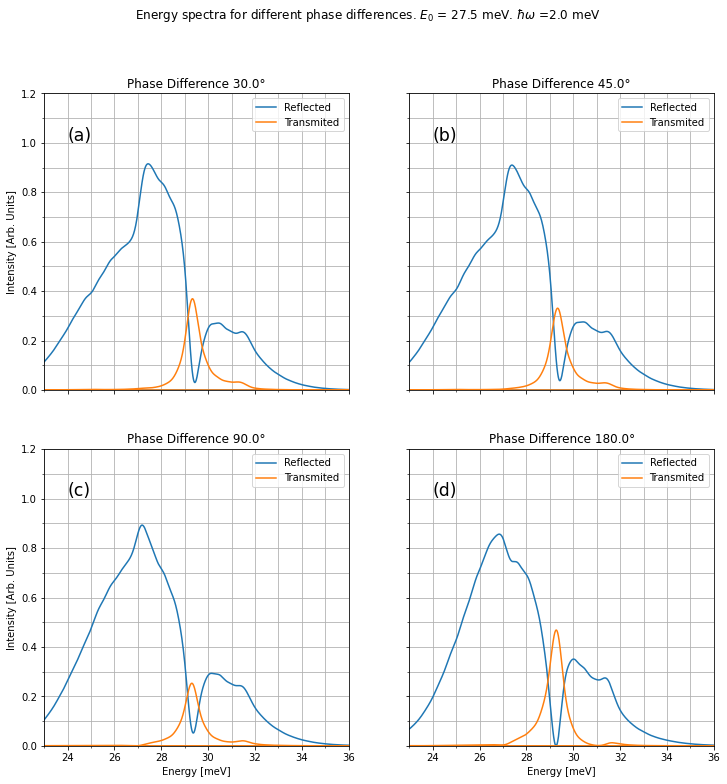 Energy spectra for different phase differences. E₀ = 27.5 meV. ℏω =2.0 meV
Phase Difference 30.0°
Phase Difference 45.0°
Intensity [Arb. Units]
1.2
1.0
0.8
0.6
0.4
0.2
0.0
(a)
Reflected
Transmited
(b)
Reflected
Transmited
Phase Difference 90.0°
Phase Difference 180.0°
Intensity [Arb. Units]
1.2
1.0
0.8
0.6
0.4
0.2
0.0
(c)
Reflected
Transmited
(d)
Reflected
Transmited
24 26 28 30 32 34 36
24 26 28 30 32 34 36
Energy [meV]
Energy [meV]